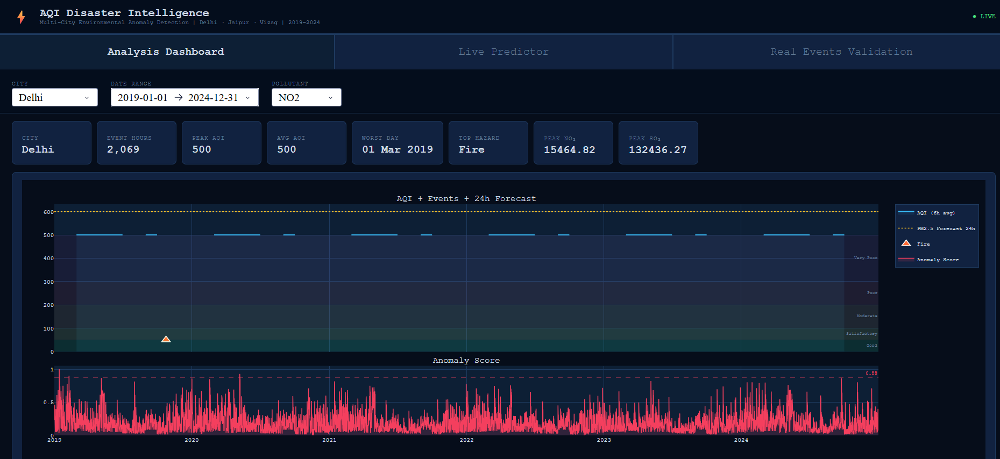 AQI Disaster Intelligence
Multi-City Environmental Anomaly Detection | Delhi · Jaipur · Vizag | 2019–2024
● LIVE
Analysis Dashboard
Live Predictor
Real Events Validation
CITY
DATE RANGE
POLLUTANT
Delhi
2019-01-01 → 2024-12-31
NO2
CITY
Delhi
EVENT HOURS
2,069
PEAK AQI
500
AVG AQI
500
WORST DAY
01 Mar 2019
TOP HAZARD
Fire
PEAK NO₂
15464.82
PEAK SO₂
132436.27
AQI + Events + 24h Forecast
600
500
400
300
200
100
0
Very Poor
Poor
Moderate
Satisfactory
Good
AQI (6h avg)
PM2.5 Forecast 24h
Fire
Anomaly Score
Anomaly Score
1
0.5
0
0.88
2019
2020
2021
2022
2023
2024